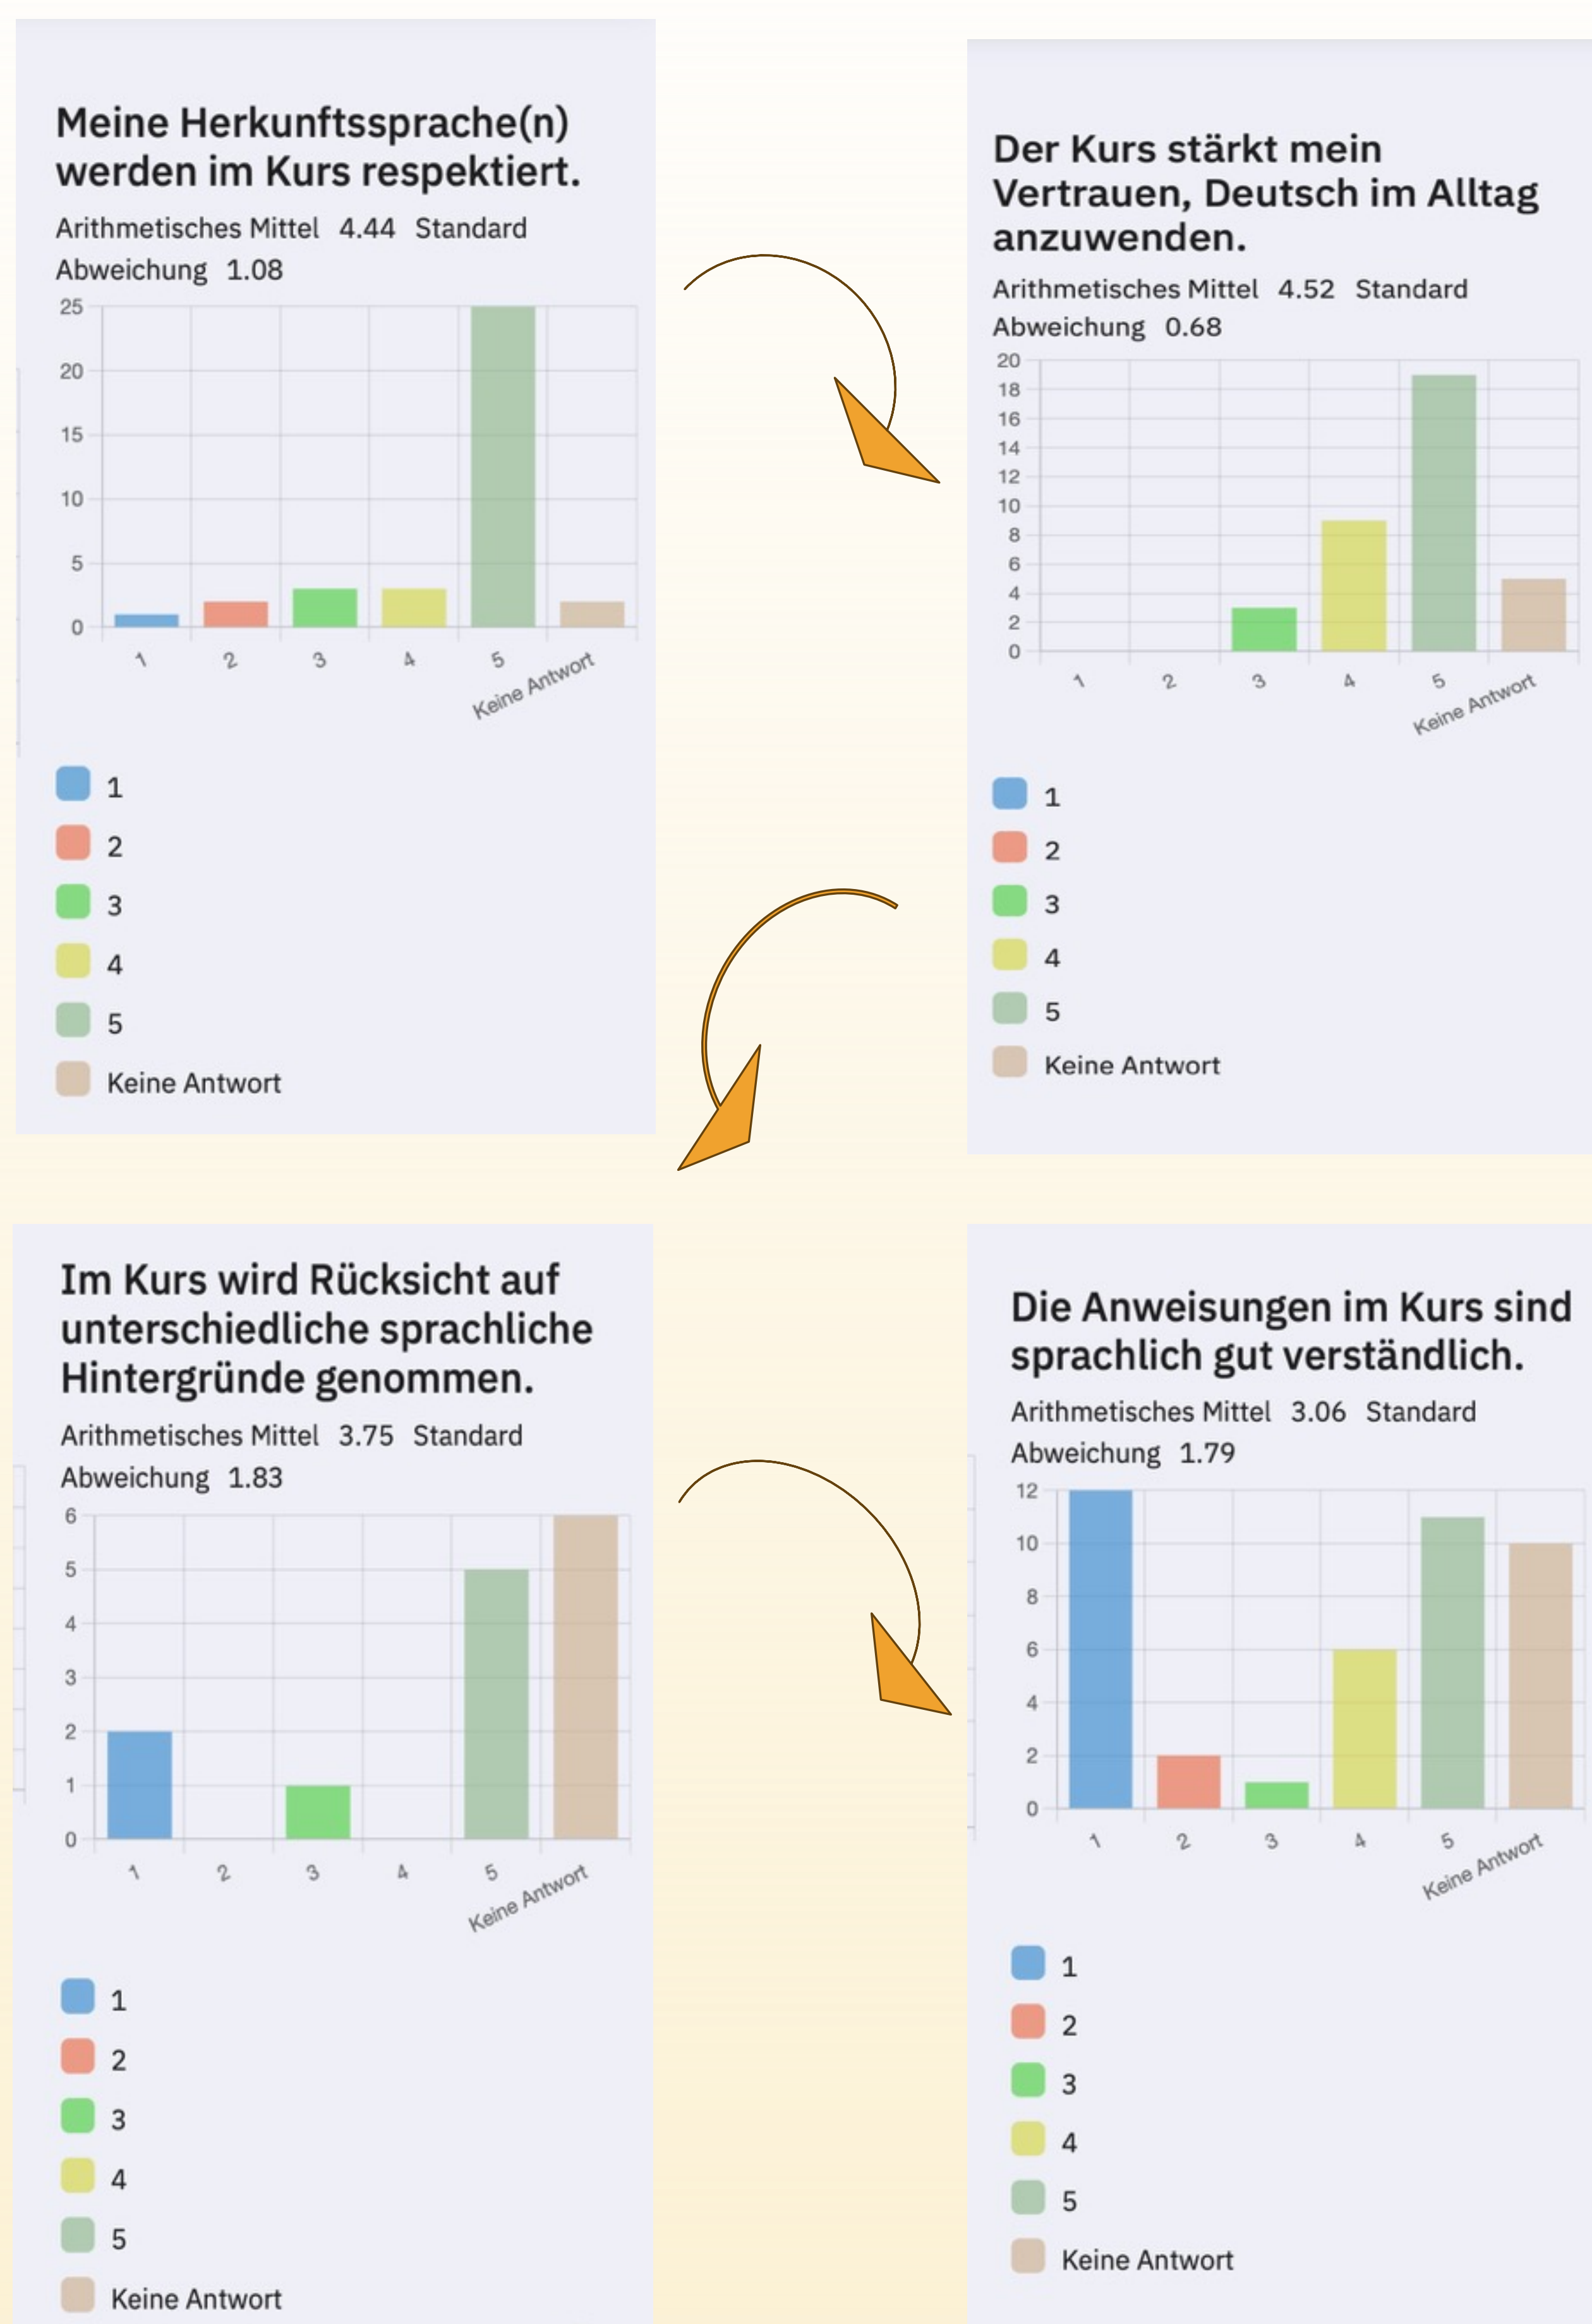 Meine Herkunftssprache(n)
werden im Kurs respektiert.
Arithmetisches Mittel 4.44 Standard
Abweichung 1.08
25
20
15
10
5
0
1 2 3 4 5 Keine Antwort
1
2
3
4
5
Keine Antwort
Der Kurs stärkt mein
Vertrauen, Deutsch im Alltag
anzuwenden.
Arithmetisches Mittel 4.52 Standard
Abweichung 0.68
20
18
16
14
12
10
8
6
4
2
0
1 2 3 4 5 Keine Antwort
1
2
3
4
5
Keine Antwort
Im Kurs wird Rücksicht auf
unterschiedliche sprachliche
Hintergründe genommen.
Arithmetisches Mittel 3.75 Standard
Abweichung 1.83
6
5
4
3
2
1
0
1 2 3 4 5 Keine Antwort
1
2
3
4
5
Keine Antwort
Die Anweisungen im Kurs sind
sprachlich gut verständlich.
Arithmetisches Mittel 3.06 Standard
Abweichung 1.79
12
10
8
6
4
2
0
1 2 3 4 5 Keine Antwort
1
2
3
4
5
Keine Antwort